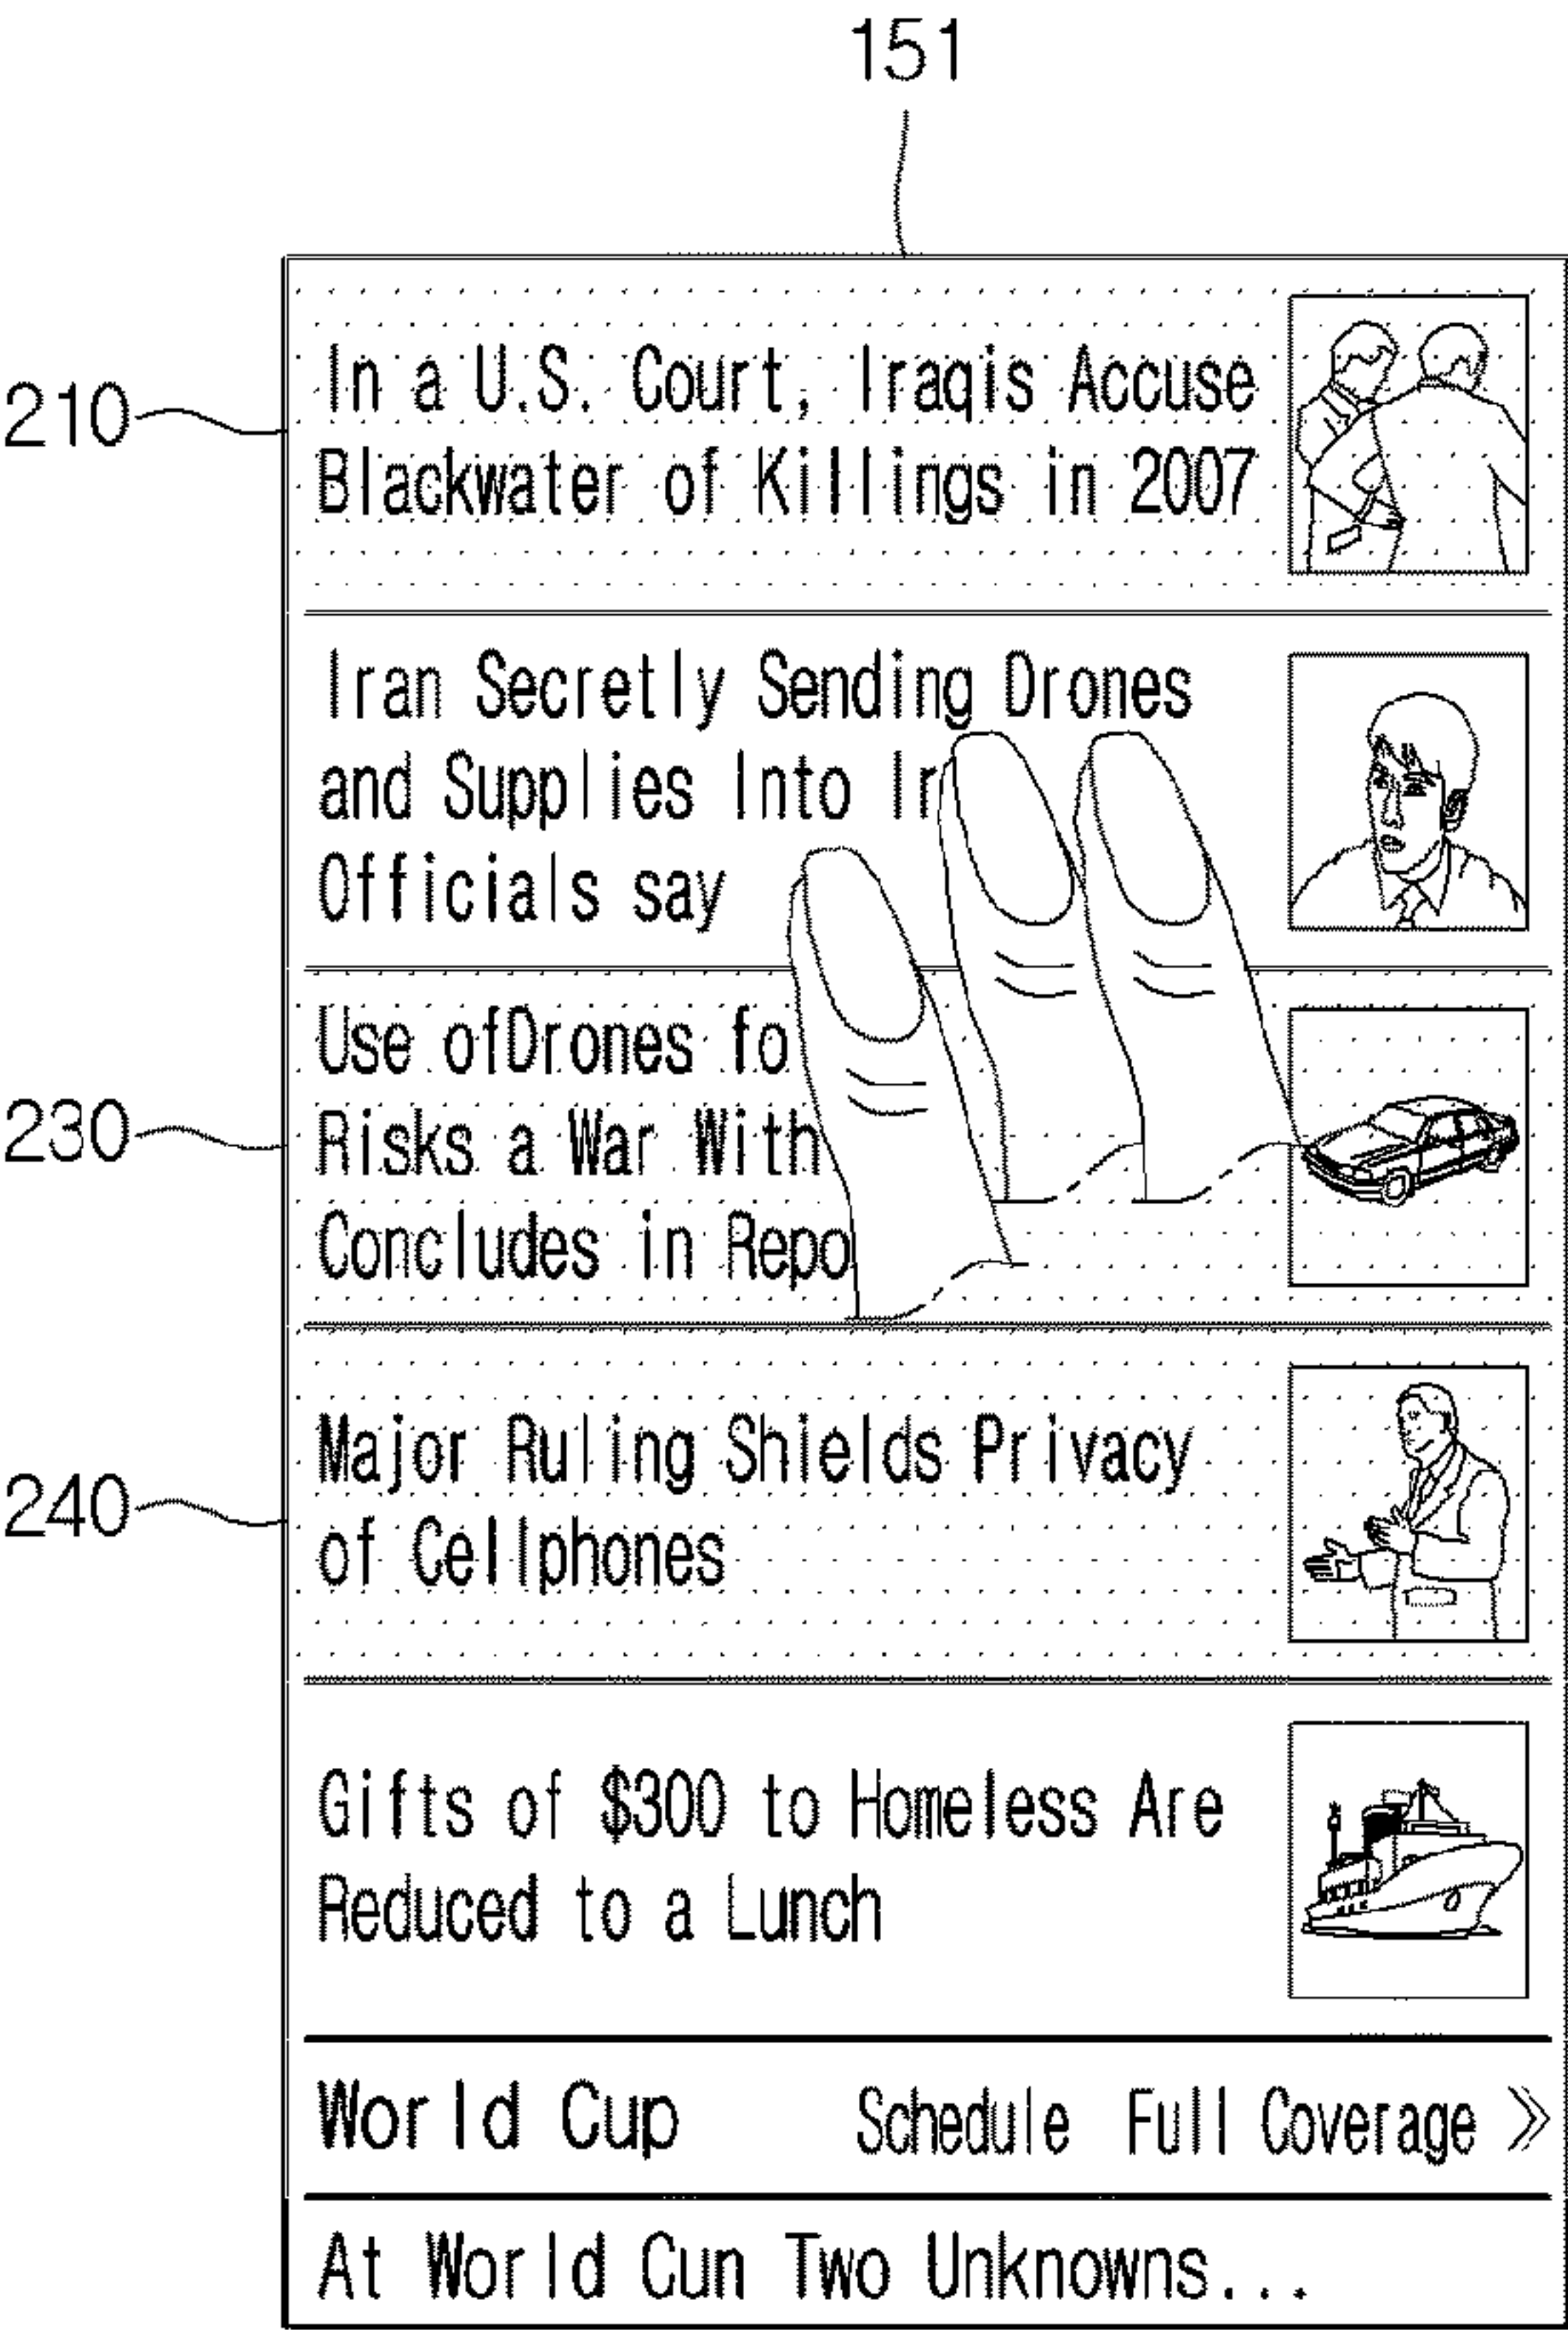 151
210
In a U.S. Court, Iraqis Accuse
Blackwater of Killings in 2007
Iran Secretly Sending Drones
and Supplies Into Ir
Officials say
230
Use ofDrones fo
Risks a War With
Concludes in Repo
240
Major Ruling Shields Privacy
of Cellphones
Gifts of $300 to Homeless Are
Reduced to a Lunch
World Cup Schedule Full Coverage »
At World Cun Two Unknowns...